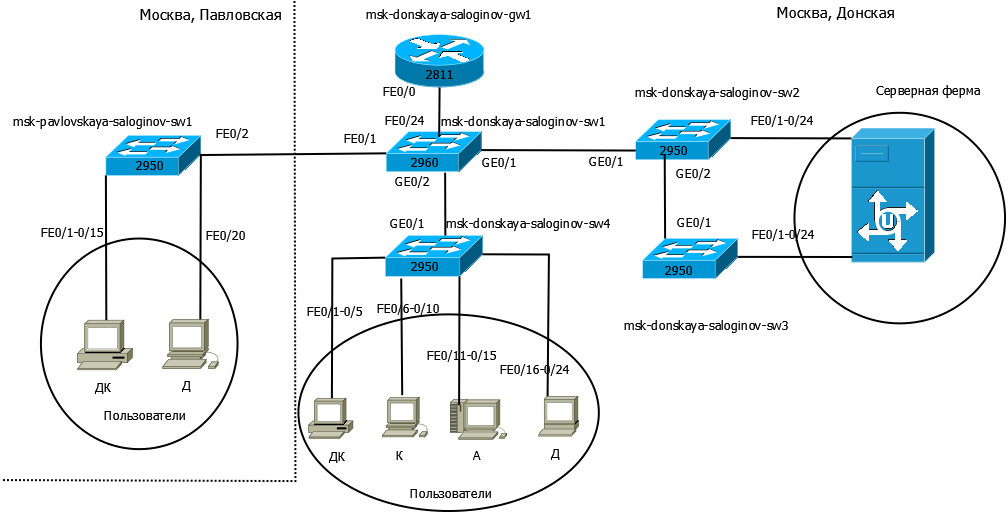 Москва, Павловская
msk-donskaya-saloginov-gw1
Москва, Донская
2811
FE0/0
msk-donskaya-saloginov-sw2
Серверная ферма
msk-pavlovskaya-saloginov-sw1
FE0/2
FE0/24
msk-donskaya-saloginov-sw1
FE0/1-0/24
FE0/1
2950
2960
GE0/1
GE0/1
2950
GE0/2
GE0/2
U
FE0/1-0/15
FE0/20
GE0/1
msk-donskaya-saloginov-sw4
GE0/1
FE0/1-0/24
2950
2950
FE0/1-0/5
FE0/6-0/10
msk-donskaya-saloginov-sw3
FE0/11-0/15
FE0/16-0/24
ДК
Д
Пользователи
ДК
К
А
Д
Пользователи